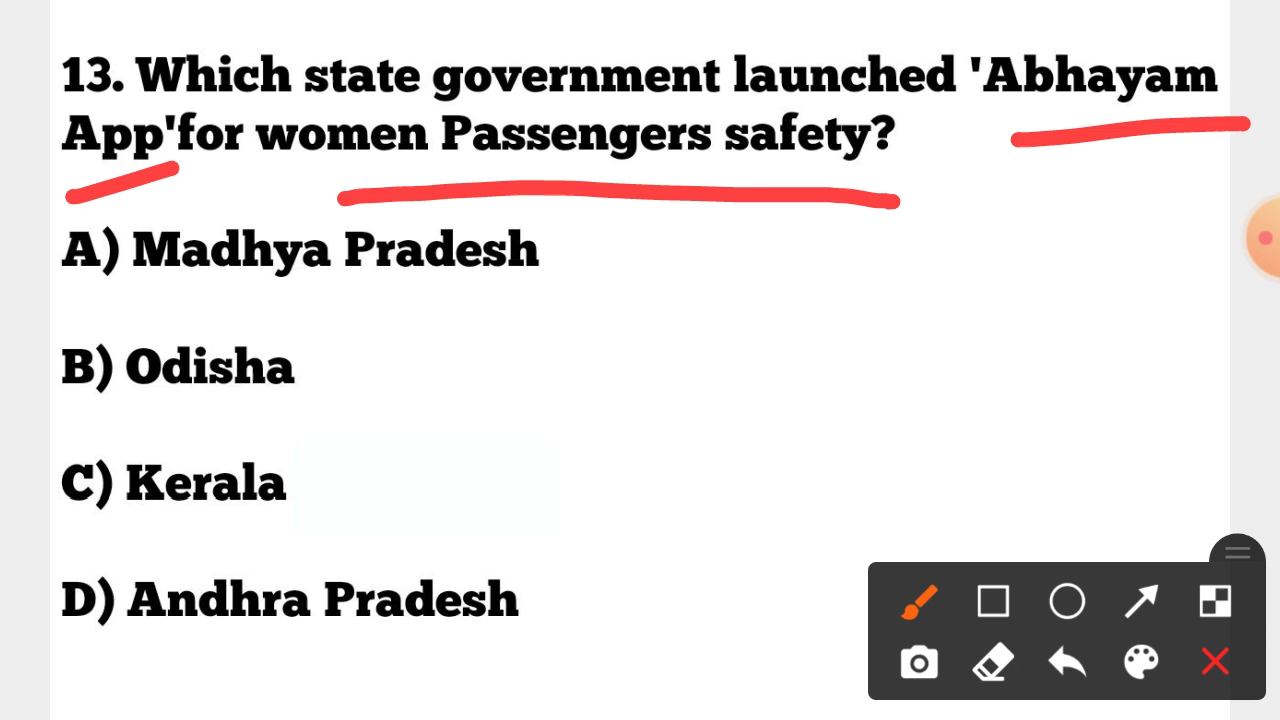 13. Which state government launched 'Abhayam
App'for women Passengers safety?
A) Madhya Pradesh
B) Odisha
C) Kerala
D) Andhra Pradesh